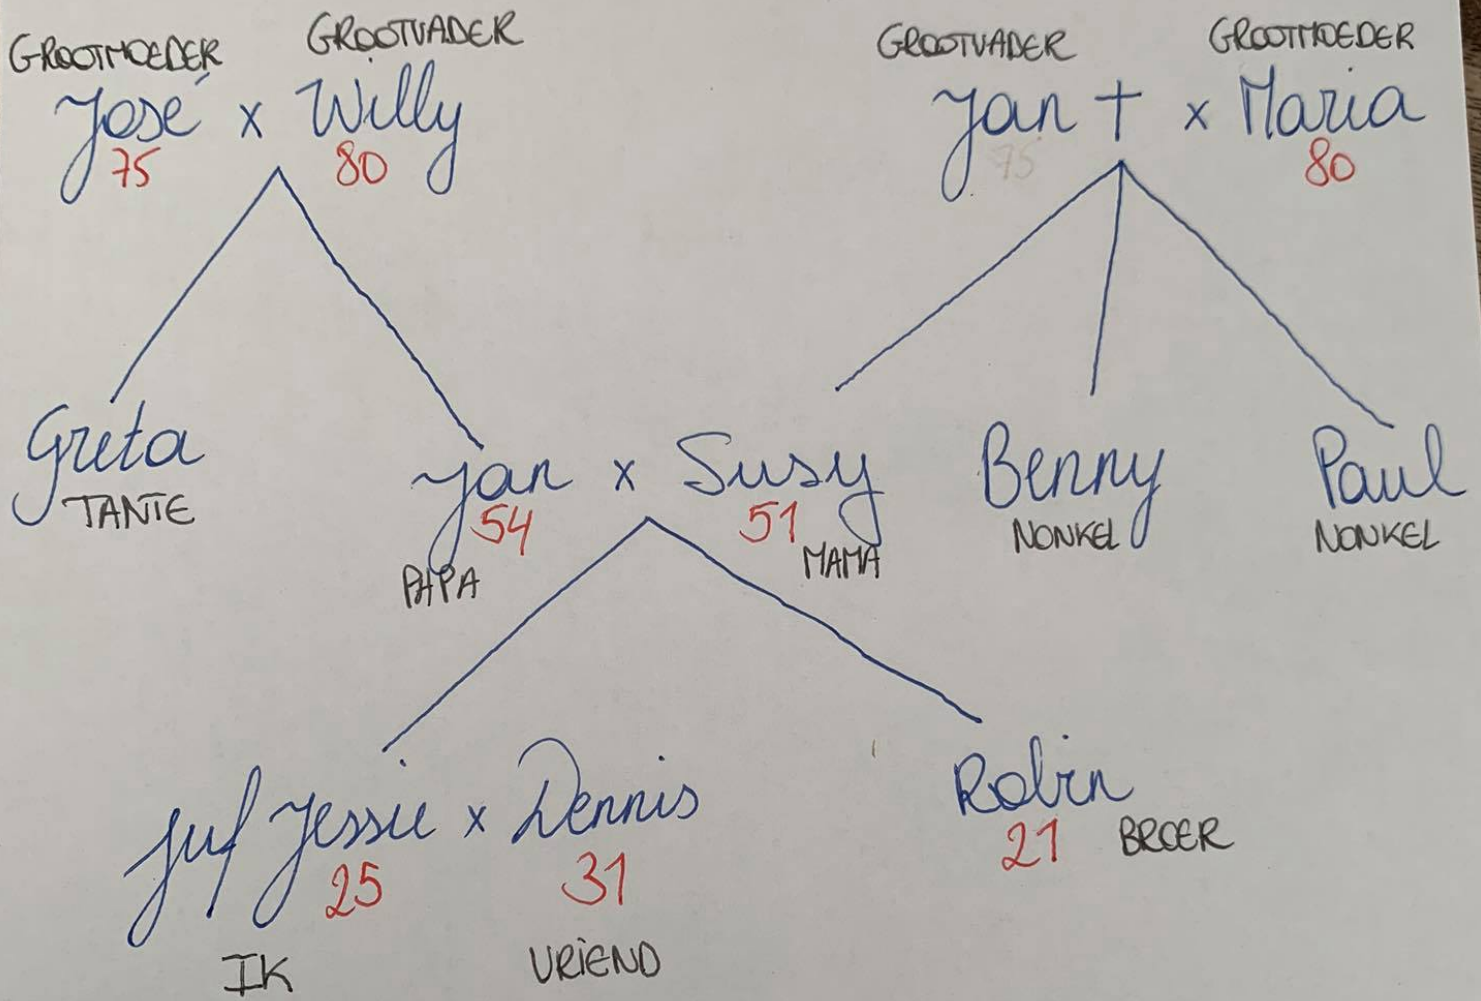 GROOTMOEDER GROOTVADER GROOTVADER GROOTMOEDER
José x Willy Jan † x Maria
75 80 75 80
Greta Jan x Susy Benny Paul
TANTE 54 51 NONKEL NONKEL
PAPA MAMA
juf Jessie x Dennis Robin
25 31 21 BROER
IK VRIEND